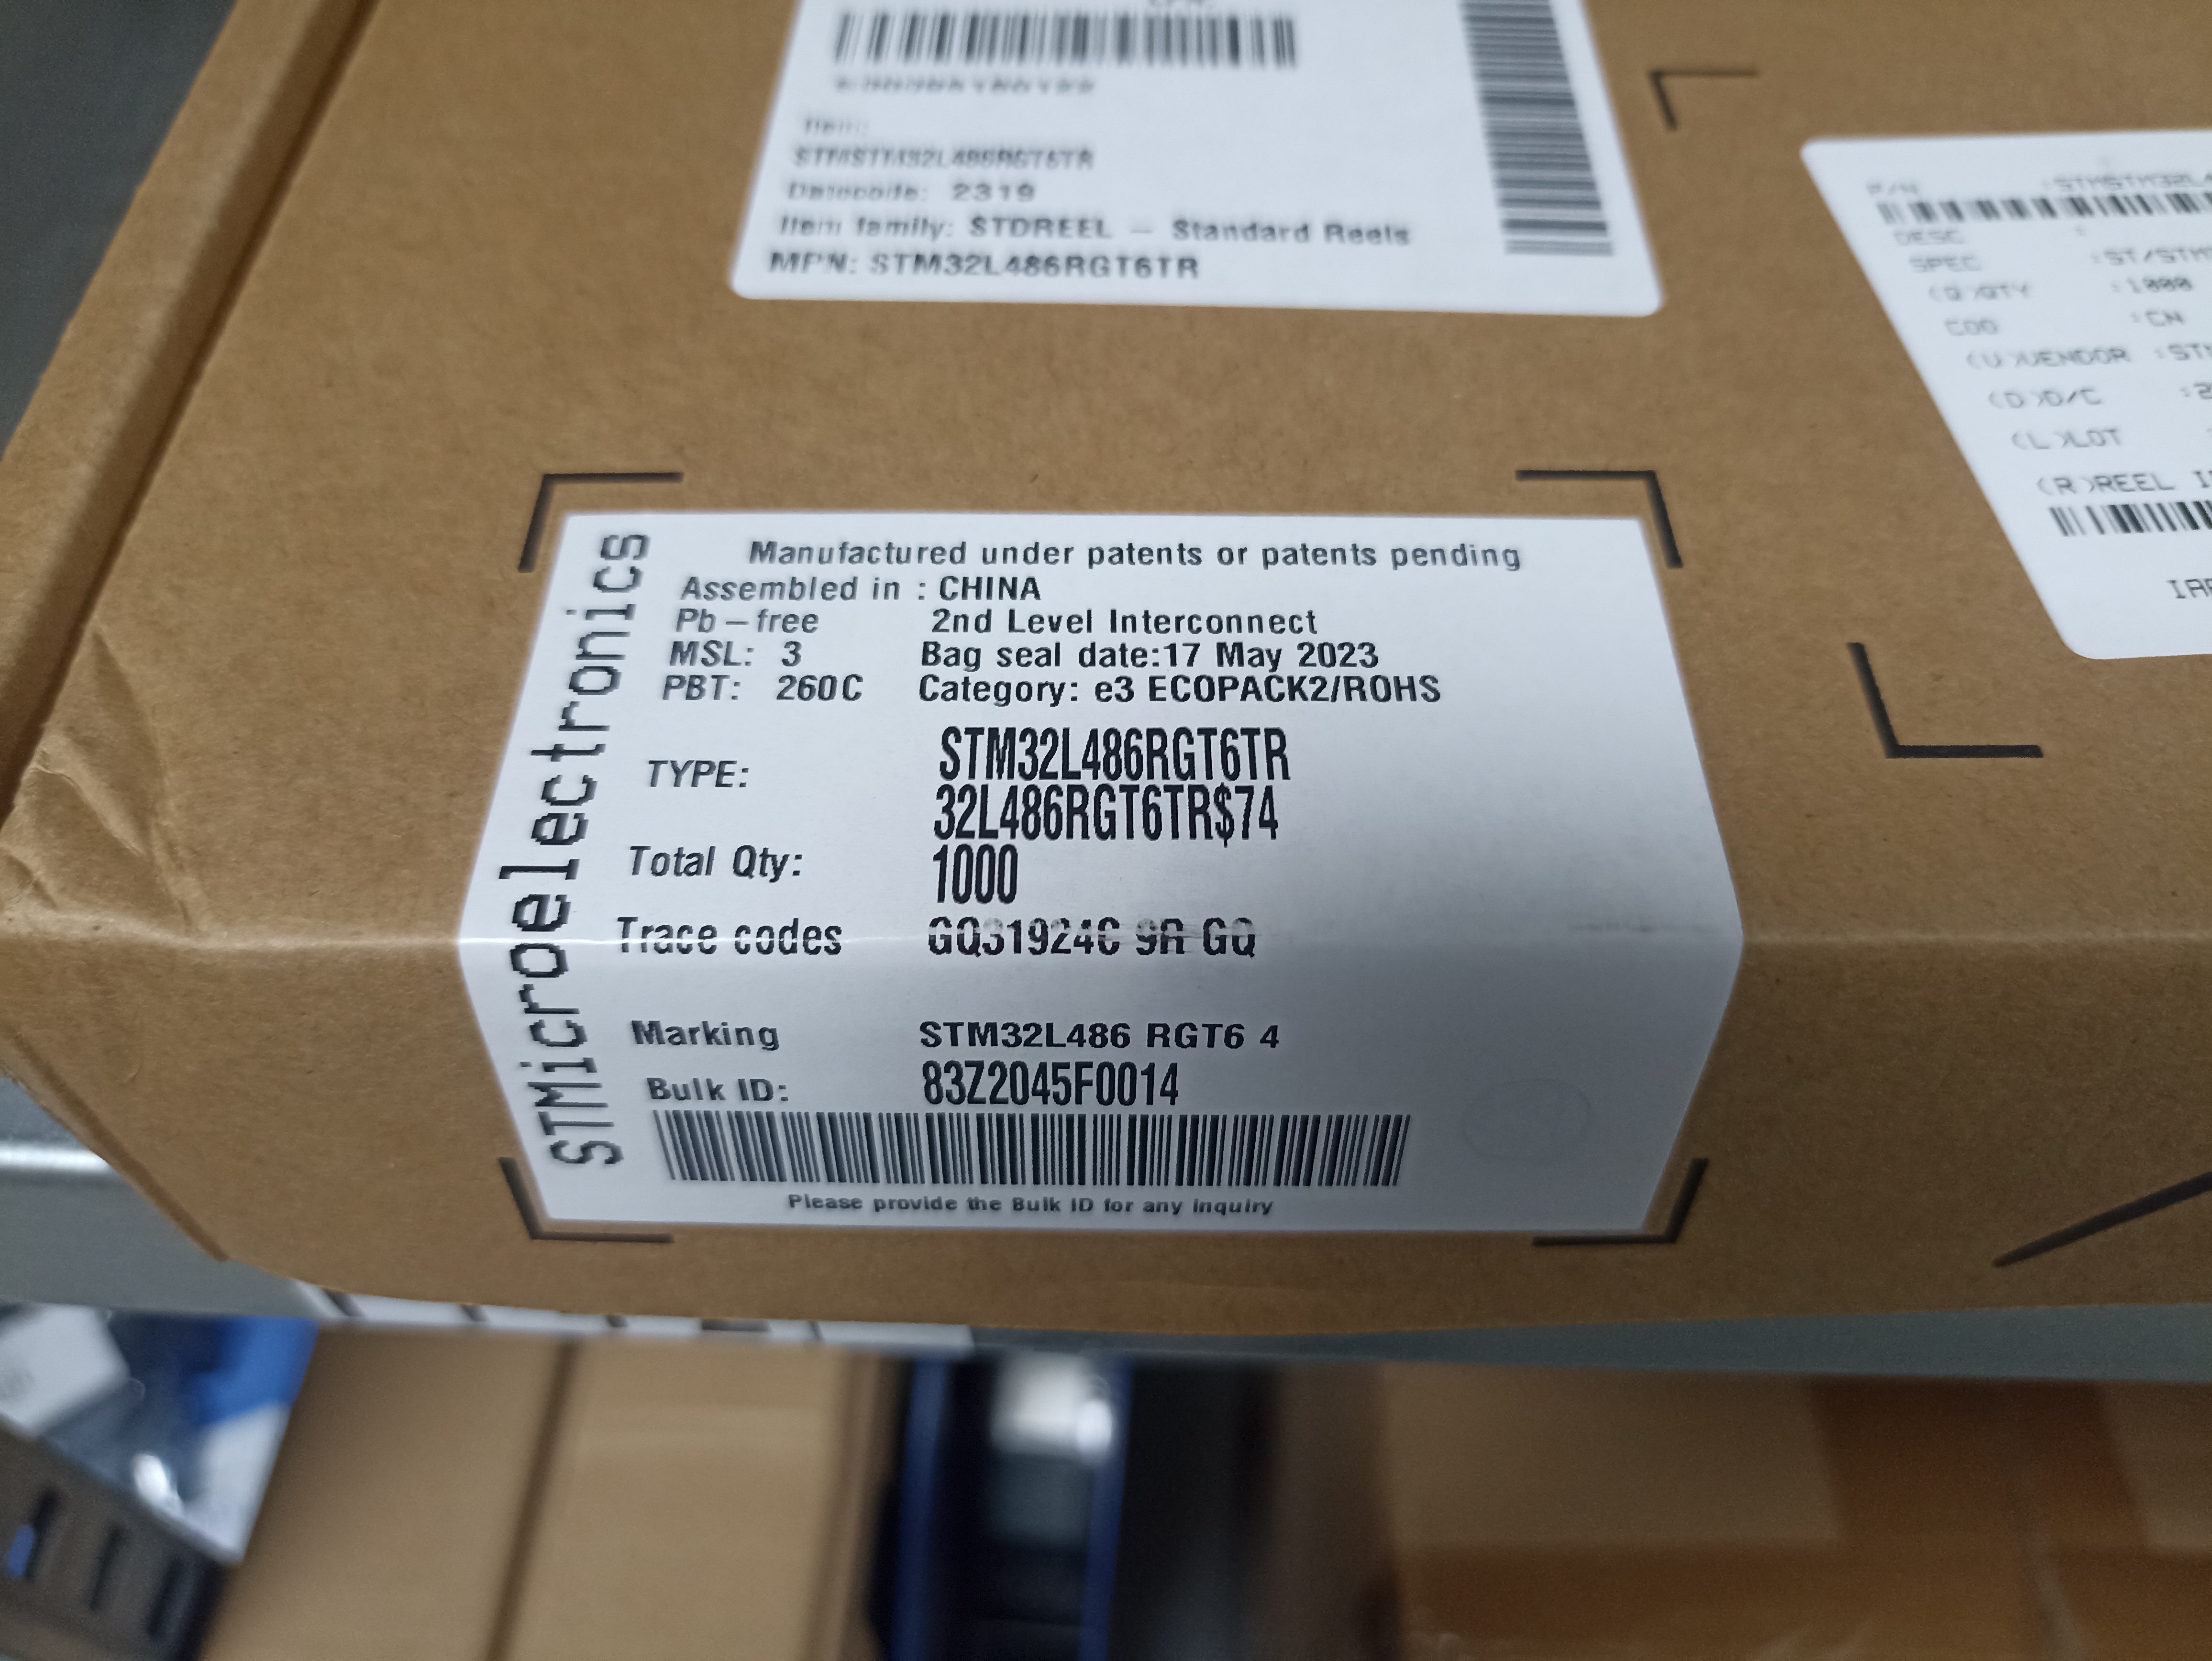 Item:
STMSTM32L486RGT6TR
Datecode: 2319
Item family: STDREEL - Standard Reels
MPN: STM32L486RGT6TR
P/N :STMSTM32L4
DESC :
SPEC :ST/STM
(Q)QTY :1000
COO :CN
(V)VENDOR :ST
(D)D/C :2
(L)LOT :
(R)REEL I
STMicroelectronics
Manufactured under patents or patents pending
Assembled in : CHINA
Pb-free 2nd Level Interconnect
MSL: 3 Bag seal date:17 May 2023
PBT: 260C Category: e3 ECOPACK2/ROHS
TYPE: STM32L486RGT6TR
32L486RGT6TR$74
Total Qty: 1000
Trace codes GQ31924C 9R GQ
Marking STM32L486 RGT6 4
Bulk ID: 83Z2045F0014
Please provide the Bulk ID for any inquiry